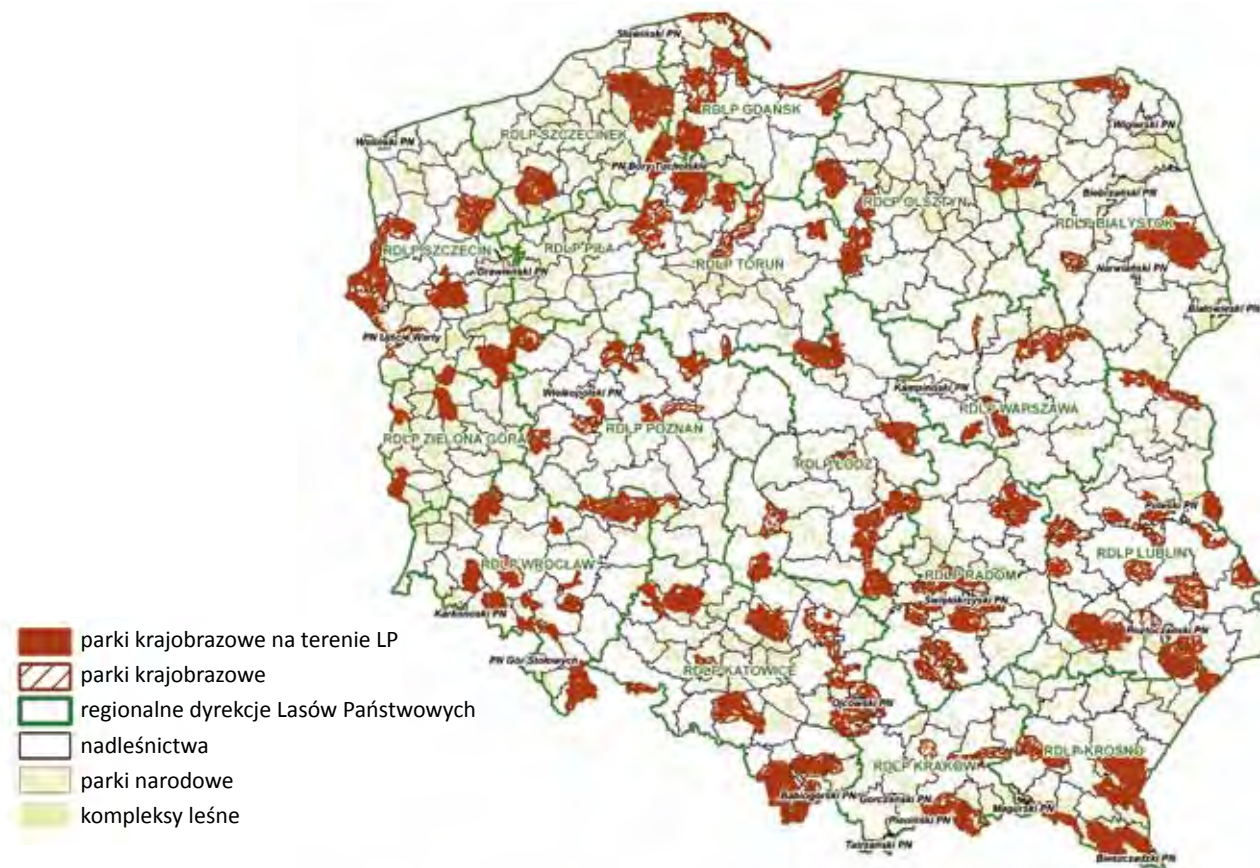 Słowiński PN
RDLP GDAŃSK
Wigierski PN
RDLP SZCZECINEK
Woliński PN
PN Bory Tucholskie
Biebrzański PN
RDLP OLSZTYN
RDLP BIAŁYSTOK
RDLP SZCZECIN
RDLP PIŁA
RDLP TORUŃ
Drawieński PN
Narwiański PN
Białowieski PN
PN Ujście Warty
Kampinoski PN
Wielkopolski PN
RDLP WARSZAWA
RDLP POZNAŃ
RDLP ZIELONA GÓRA
RDLP ŁÓDŹ
Poleski PN
RDLP LUBLIN
RDLP WROCŁAW
RDLP RADOM
Świętokrzyski PN
Karkonoski PN
Roztoczański PN
PN Gór Stołowych
RDLP KATOWICE
Ojcowski PN
RDLP KROSNO
RDLP KRAKÓW
Babiogórski PN
Gorczański PN
Magurski PN
Pieniński PN
Tatrzański PN
Bieszczadzki PN
parki krajobrazowe na terenie LP
parki krajobrazowe
regionalne dyrekcje Lasów Państwowych
nadleśnictwa
parki narodowe
kompleksy leśne